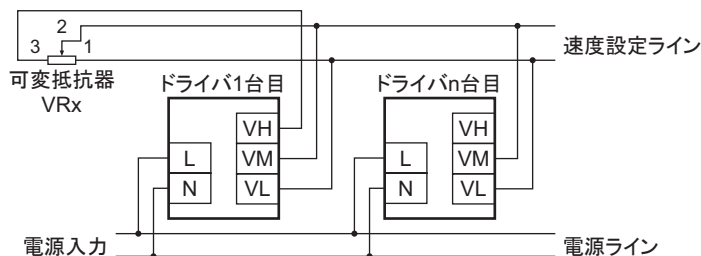 2
3
1
速度設定ライン
可変抵抗器
VRx
ドライバ1台目
ドライバn台目
VH
VM
VL
L
N
VH
VM
VL
L
N
電源入力
電源ライン